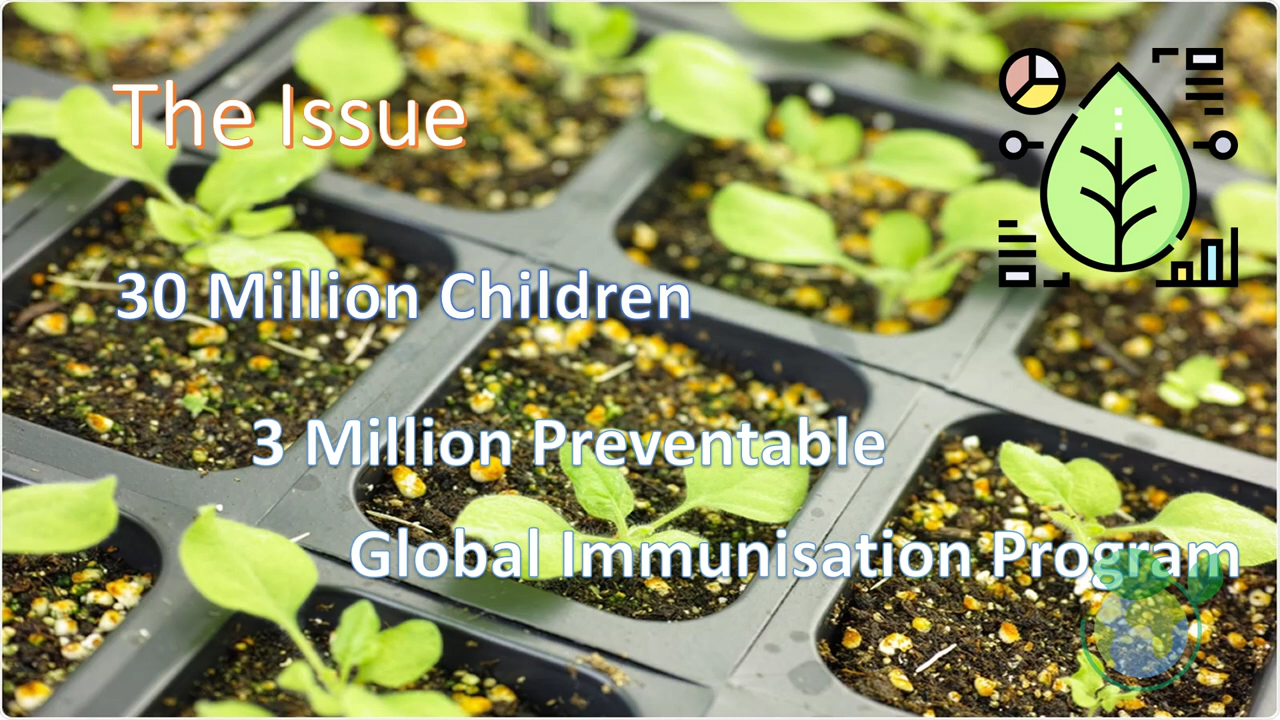 The Issue
30 Million Children
3 Million Preventable
Global Immunisation Program